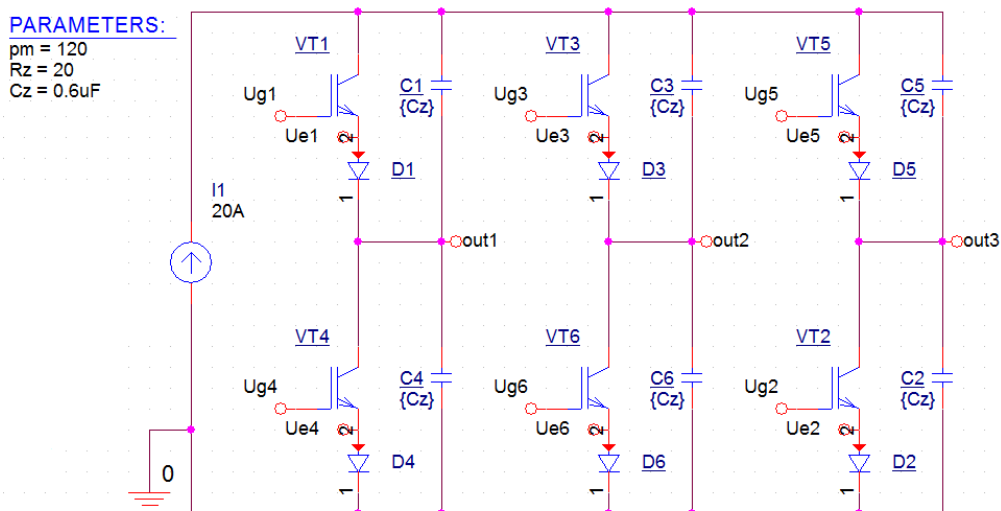 PARAMETERS:
pm = 120
Rz = 20
Cz = 0.6uF
VT1
VT3
VT5
C1
{Cz}
C3
{Cz}
C5
{Cz}
Ug1
Ug3
Ug5
Ue1
2
Ue3
2
Ue5
2
D1
D3
D5
1
1
1
I1
20A
out1
out2
out3
VT4
VT6
VT2
C4
{Cz}
C6
{Cz}
C2
{Cz}
Ug4
Ug6
Ug2
Ue4
2
Ue6
2
Ue2
2
D4
D6
D2
0
1
1
1